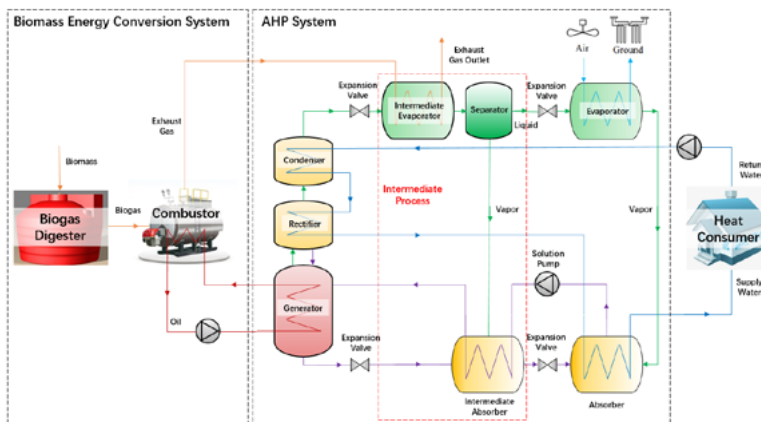 Biomass Energy Conversion System
AHP System
Exhaust
Gas Outlet
Air
Ground
Expansion
Valve
Intermediate
Evaporator
Separator
Expansion
Valve
Evaporator
Liquid
Exhaust
Gas
Condenser
Biomass
Return
Water
Intermediate
Process
Biogas
Digester
Biogas
Combustor
Rectifier
Vapor
Vapor
Heat
Consumer
Solution
Pump
Supply
Water
Generator
Oil
Expansion
Valve
Expansion
Valve
Intermediate
Absorber
Absorber